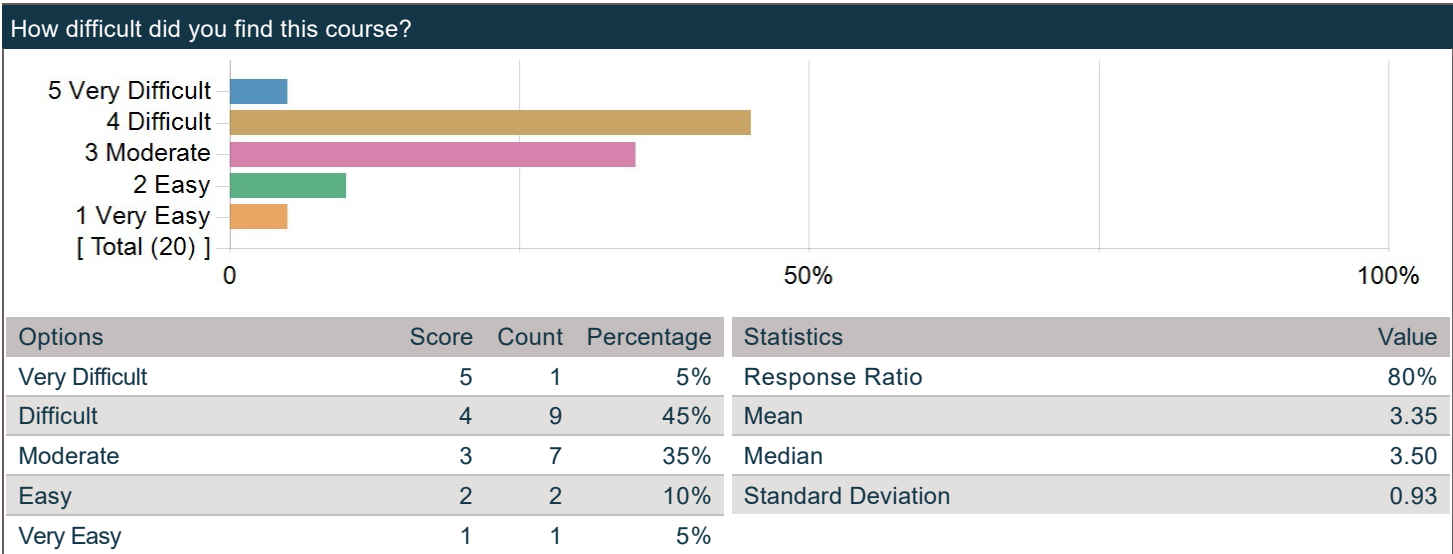 How difficult did you find this course?
5 Very Difficult
4 Difficult
3 Moderate
2 Easy
1 Very Easy
[ Total (20) ]
0 50% 100%
Options Score Count Percentage
Very Difficult 5 1 5%
Difficult 4 9 45%
Moderate 3 7 35%
Easy 2 2 10%
Very Easy 1 1 5%
Statistics Value
Response Ratio 80%
Mean 3.35
Median 3.50
Standard Deviation 0.93